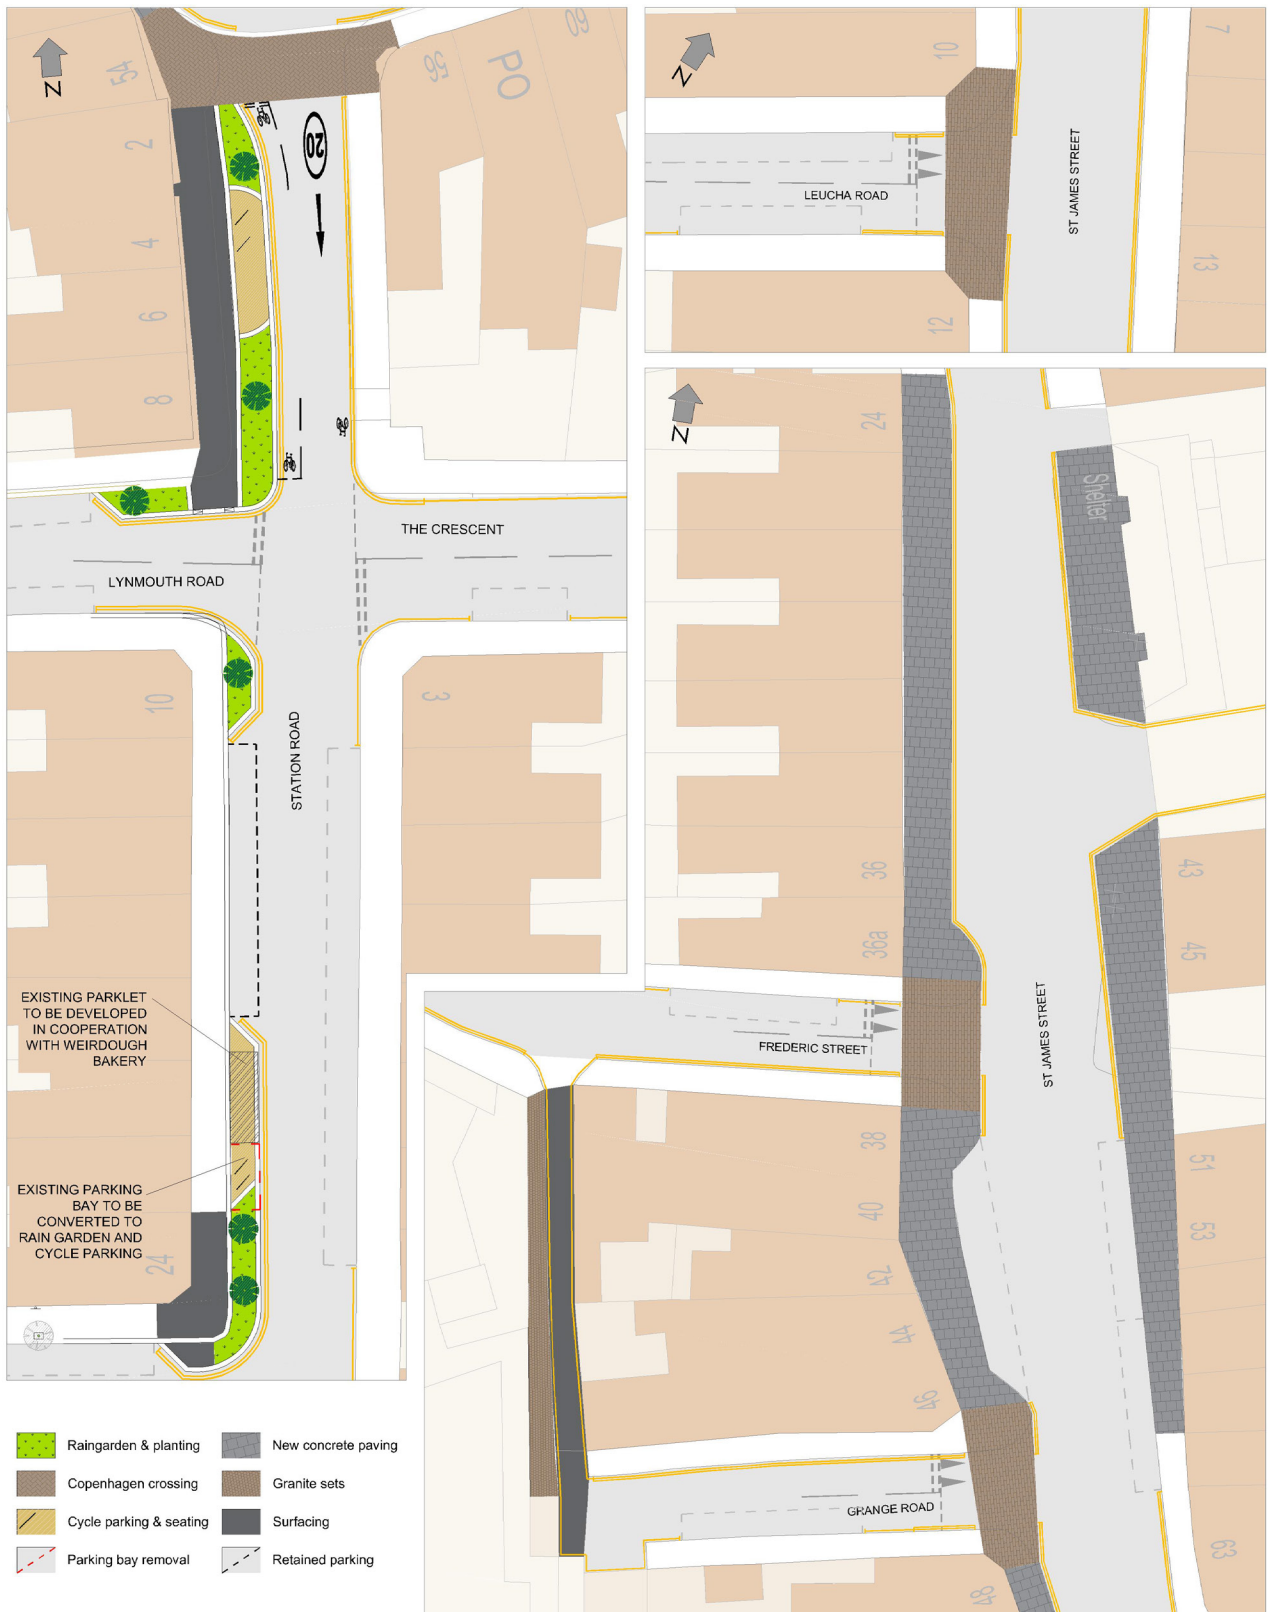 N
54
56
60
PO
2
4
6
8
20
THE CRESCENT
LYNMOUTH ROAD
10
3
STATION ROAD
EXISTING PARKLET
TO BE DEVELOPED
IN COOPERATION
WITH WEIRDOUGH
BAKERY
EXISTING PARKING
BAY TO BE
CONVERTED TO
RAIN GARDEN AND
CYCLE PARKING
24
N
10
7
LEUCHA ROAD
ST JAMES STREET
13
12
N
24
Shelter
36
36a
43
45
FREDERIC STREET
ST JAMES STREET
38
40
42
44
46
51
53
GRANGE ROAD
63
48
Raingarden & planting
New concrete paving
Copenhagen crossing
Granite sets
Cycle parking & seating
Surfacing
Parking bay removal
Retained parking